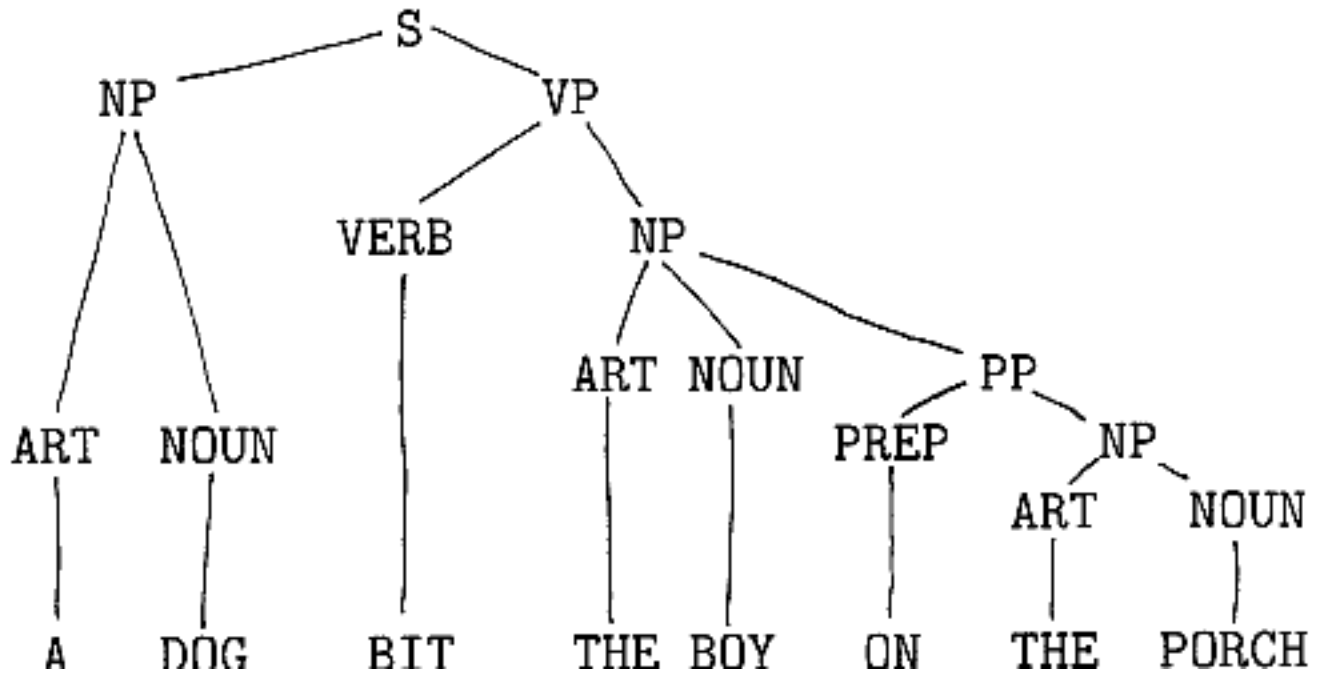 S
NP VP
VERB NP
ART NOUN PP
ART NOUN PREP NP
ART NOUN
A DOG BIT THE BOY ON THE PORCH